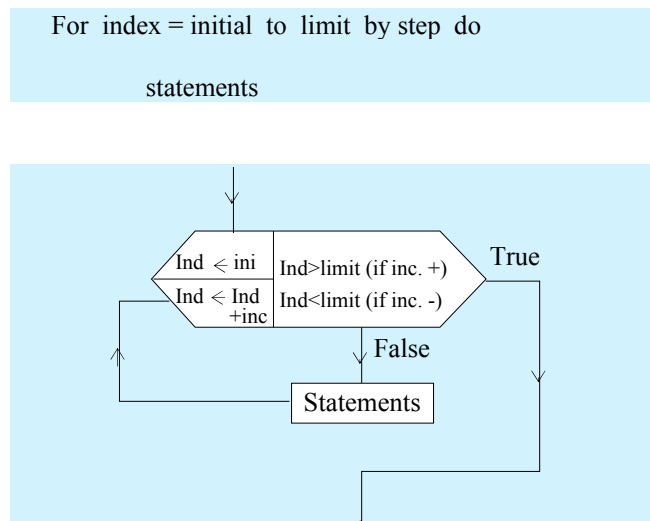 For index = initial to limit by step do
statements
Ind ← ini
Ind ← Ind
+inc
Ind>limit (if inc. +)
Ind<limit (if inc. -)
True
False
Statements